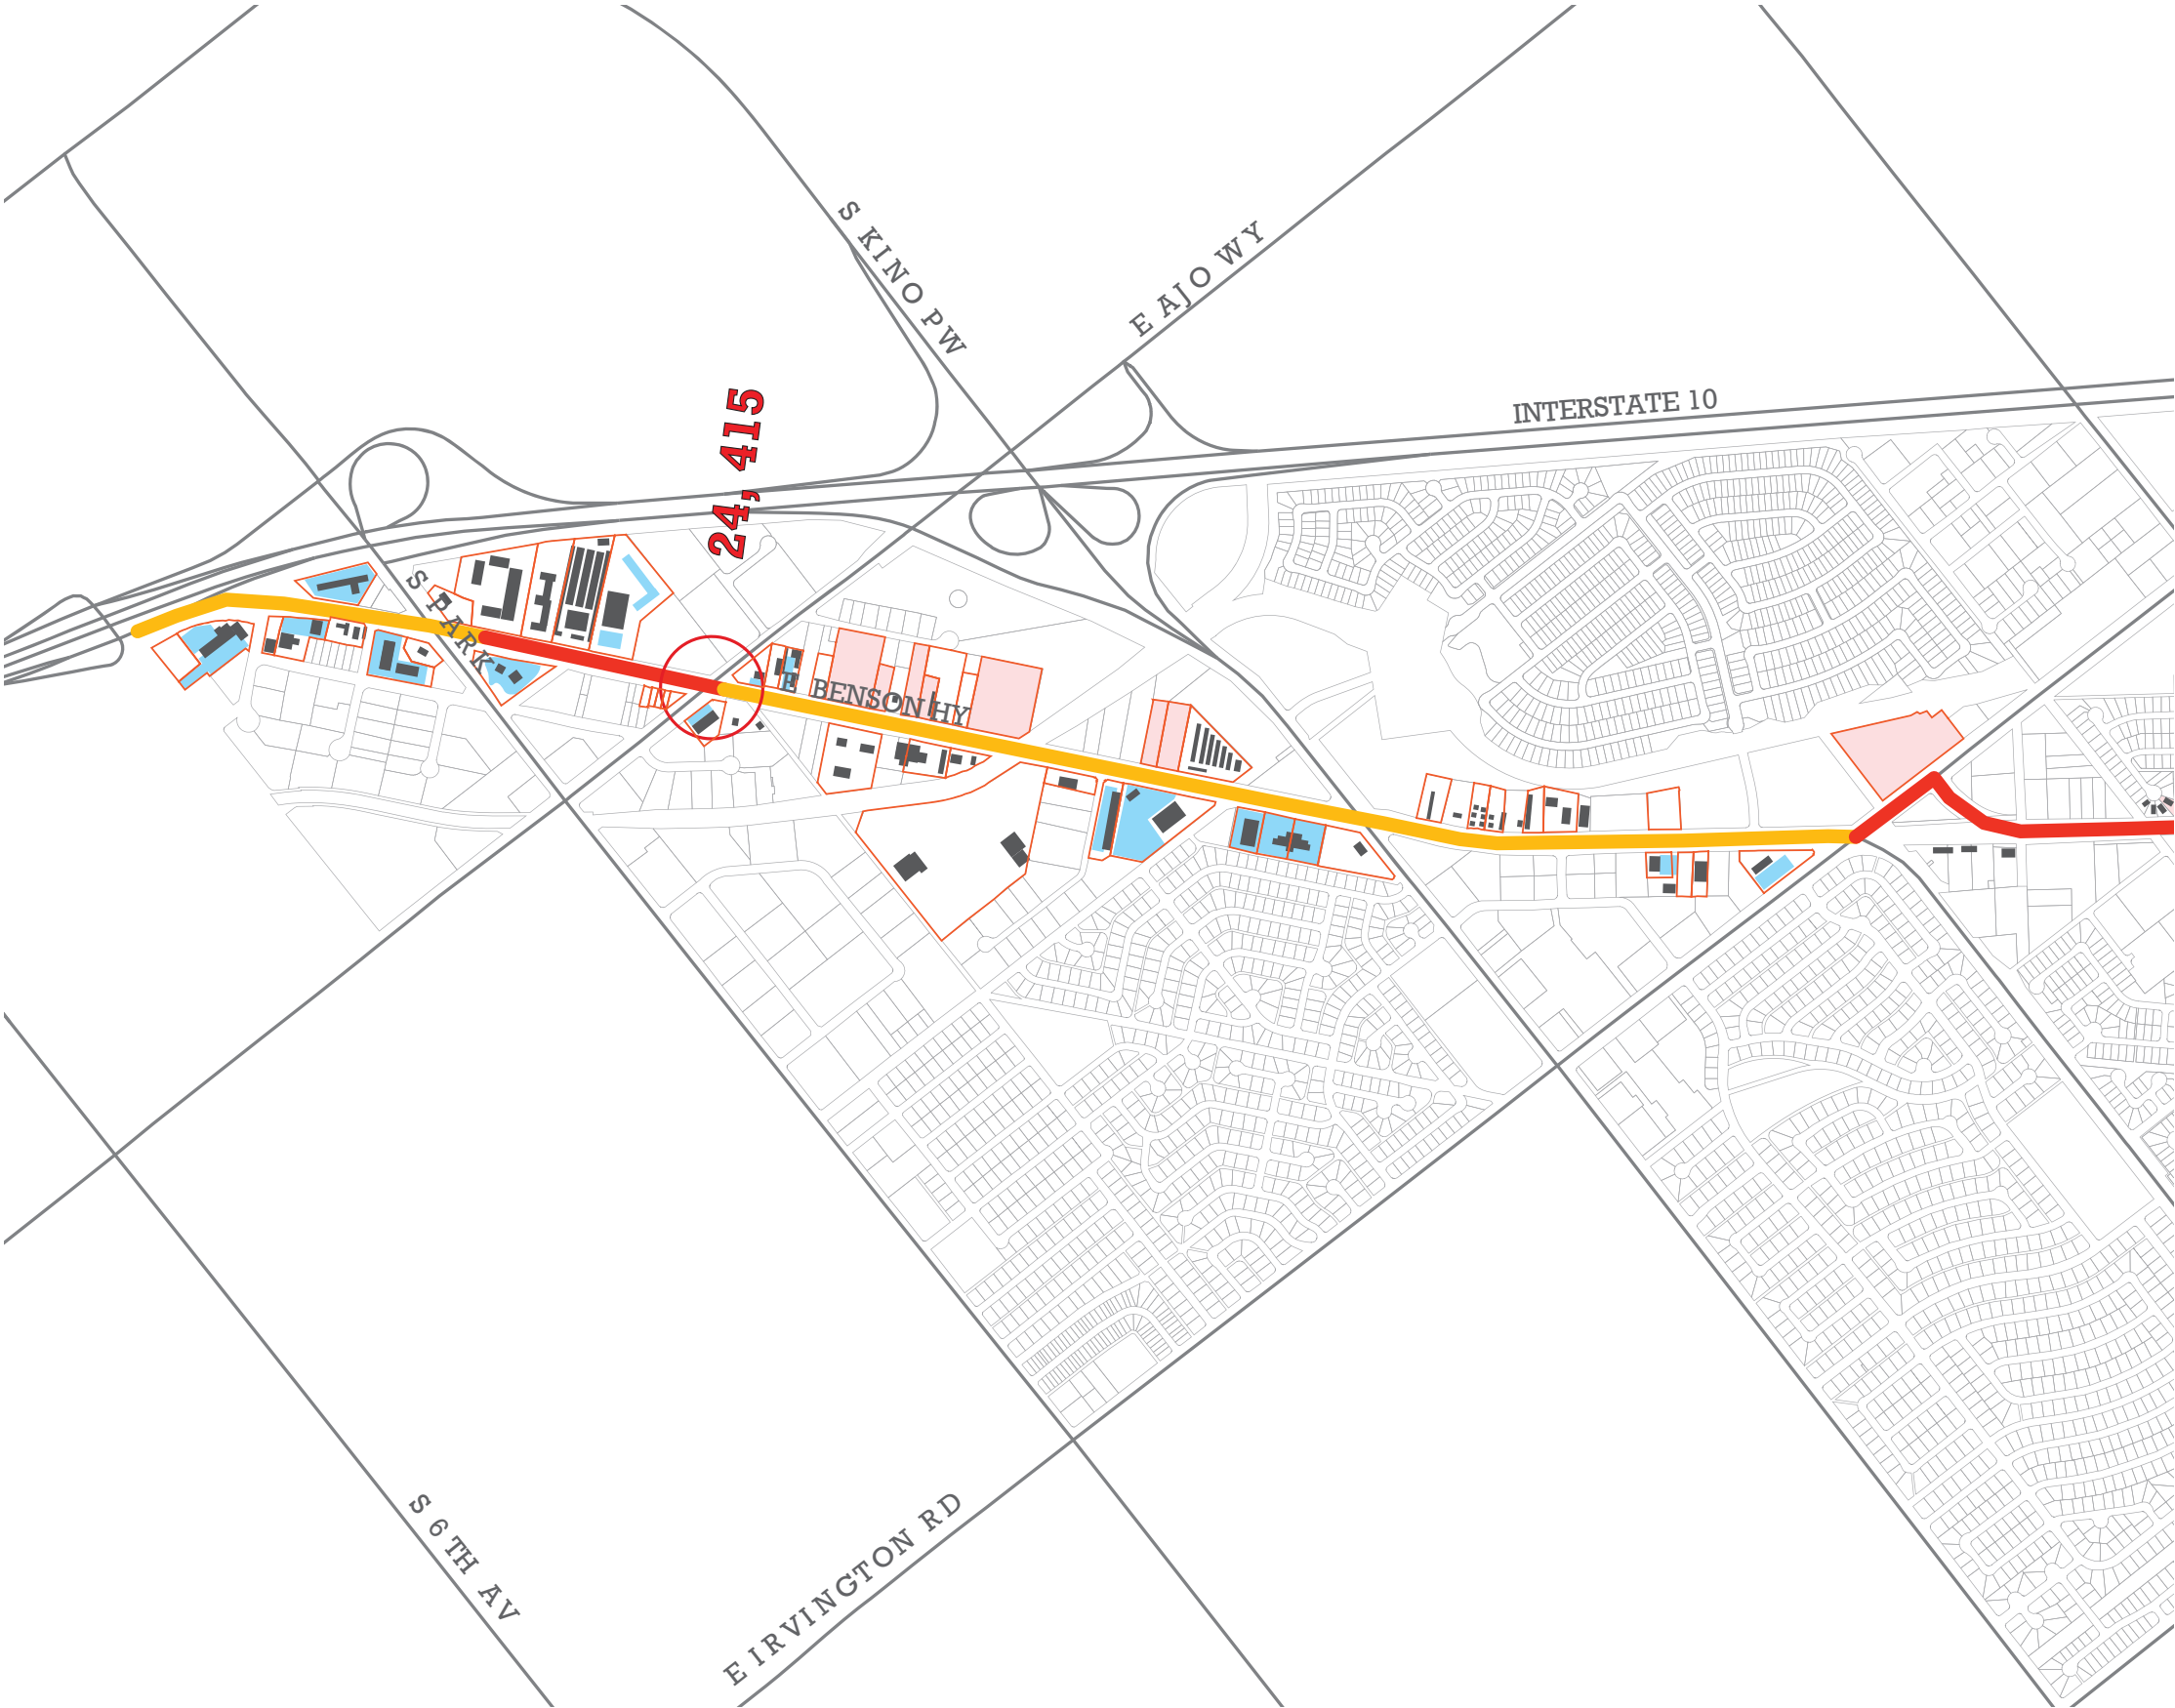 S KINO PW
E AJO WY
INTERSTATE 10
24, 415
S PARK
E BENSON HY
S 6TH AV
E IRVINGTON RD